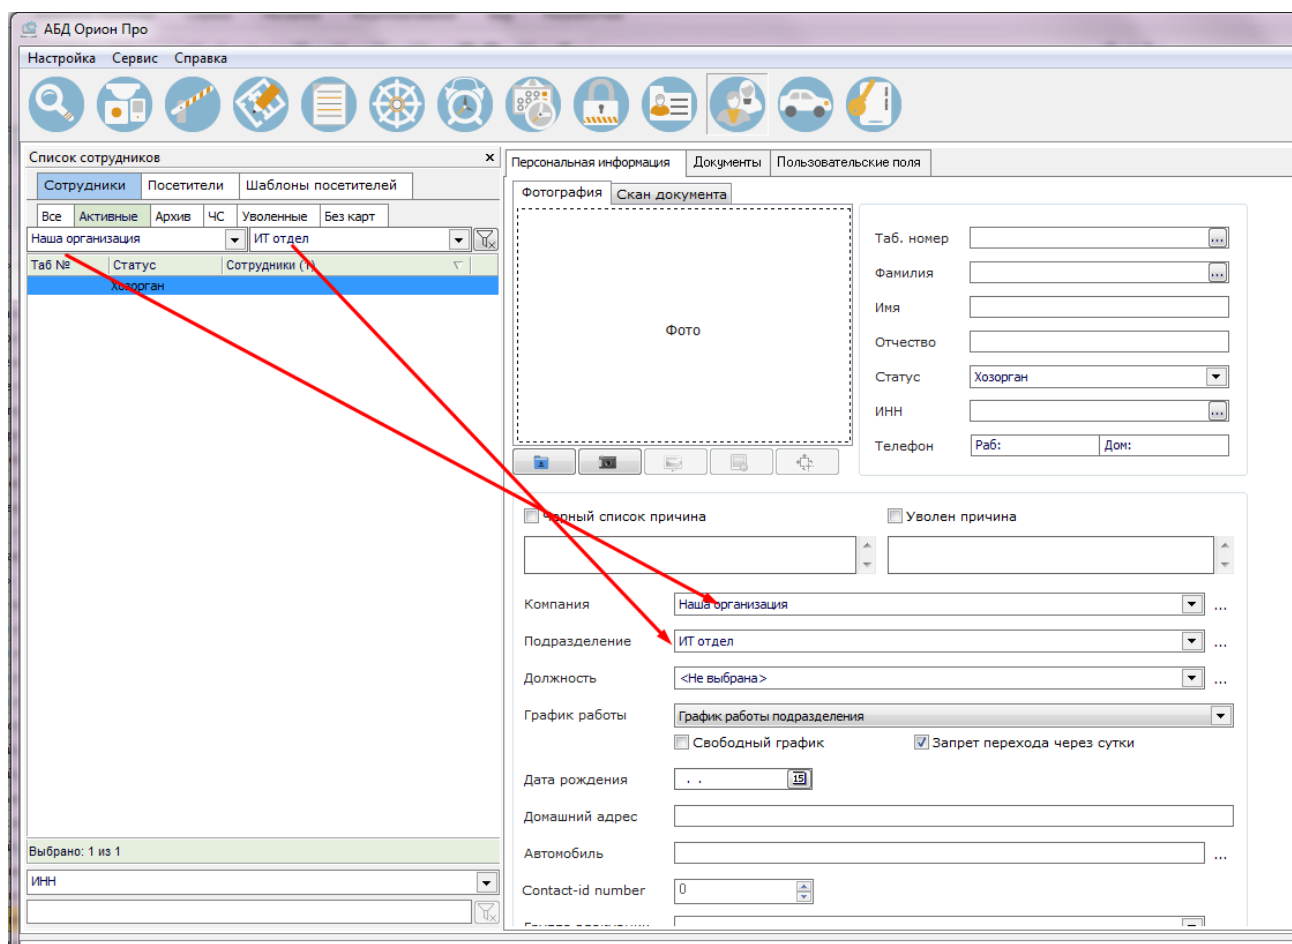 АБД Орион Про
Настройка Сервис Справка
Список сотрудников x
Сотрудники Посетители Шаблоны посетителей
Все Активные Архив ЧС Уволенные Без карт
Наша организация ИТ отдел
Таб № Статус Сотрудники (1)
Хозорган
Выбрано: 1 из 1
ИНН
Персональная информация Документы Пользовательские поля
Фотография Скан документа
Фото
Таб. номер ...
Фамилия ...
Имя
Отчество
Статус Хозорган
ИНН ...
Телефон Раб: Дом:
Черный список причина Уволен причина
Компания Наша организация ...
Подразделение ИТ отдел ...
Должность <Не выбрана> ...
График работы График работы подразделения
Свободный график Запрет перехода через сутки
Дата рождения . . 15
Домашний адрес
Автомобиль ...
Contact-id number 0